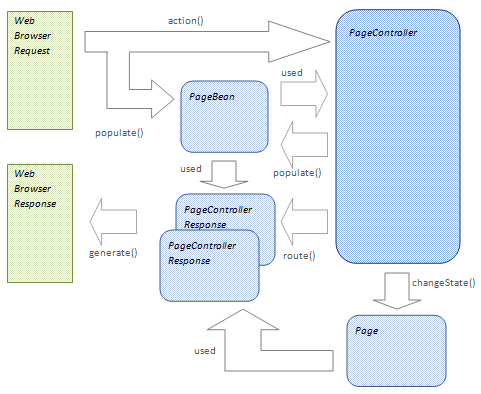 Web
Browser
Request
action()
PageController
used
PageBean
populate()
used
populate()
Web
Browser
Response
PageController
Response
PageController
Response
generate()
route()
changeState()
used
Page